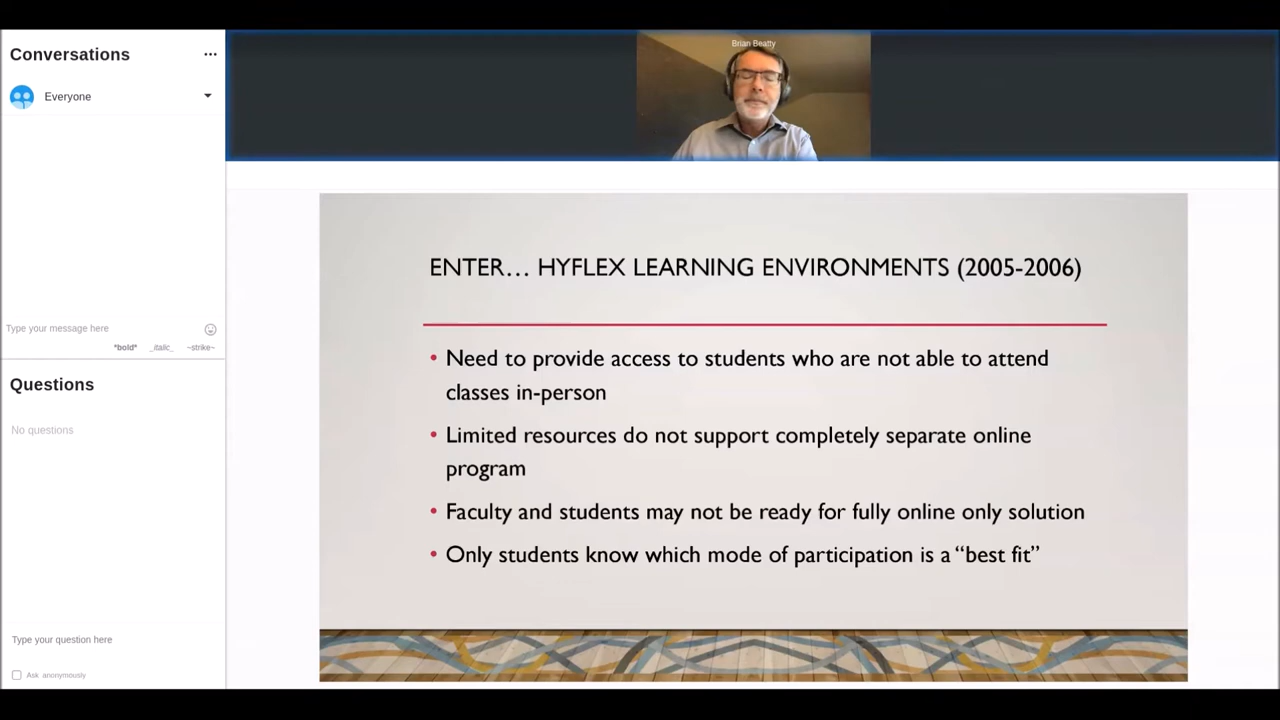 Conversations
Everyone
Type your message here
*bold* _italic_ ~strike~
Questions
No questions
Type your question here
Ask anonymously
Brian Beatty
ENTER… HYFLEX LEARNING ENVIRONMENTS (2005-2006)
• Need to provide access to students who are not able to attend
classes in-person
• Limited resources do not support completely separate online
program
• Faculty and students may not be ready for fully online only solution
• Only students know which mode of participation is a “best fit”